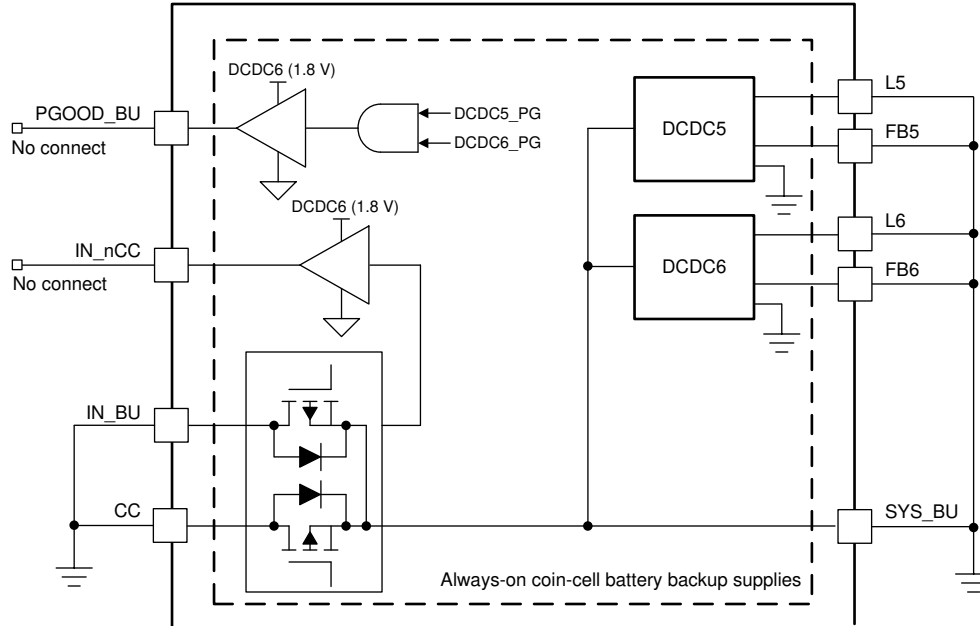 DCDC6 (1.8 V)
PGOOD_BU
No connect
DCDC5_PG
DCDC6_PG
DCDC5
L5
FB5
DCDC6 (1.8 V)
IN_nCC
No connect
DCDC6
L6
FB6
IN_BU
CC
SYS_BU
Always-on coin-cell battery backup supplies